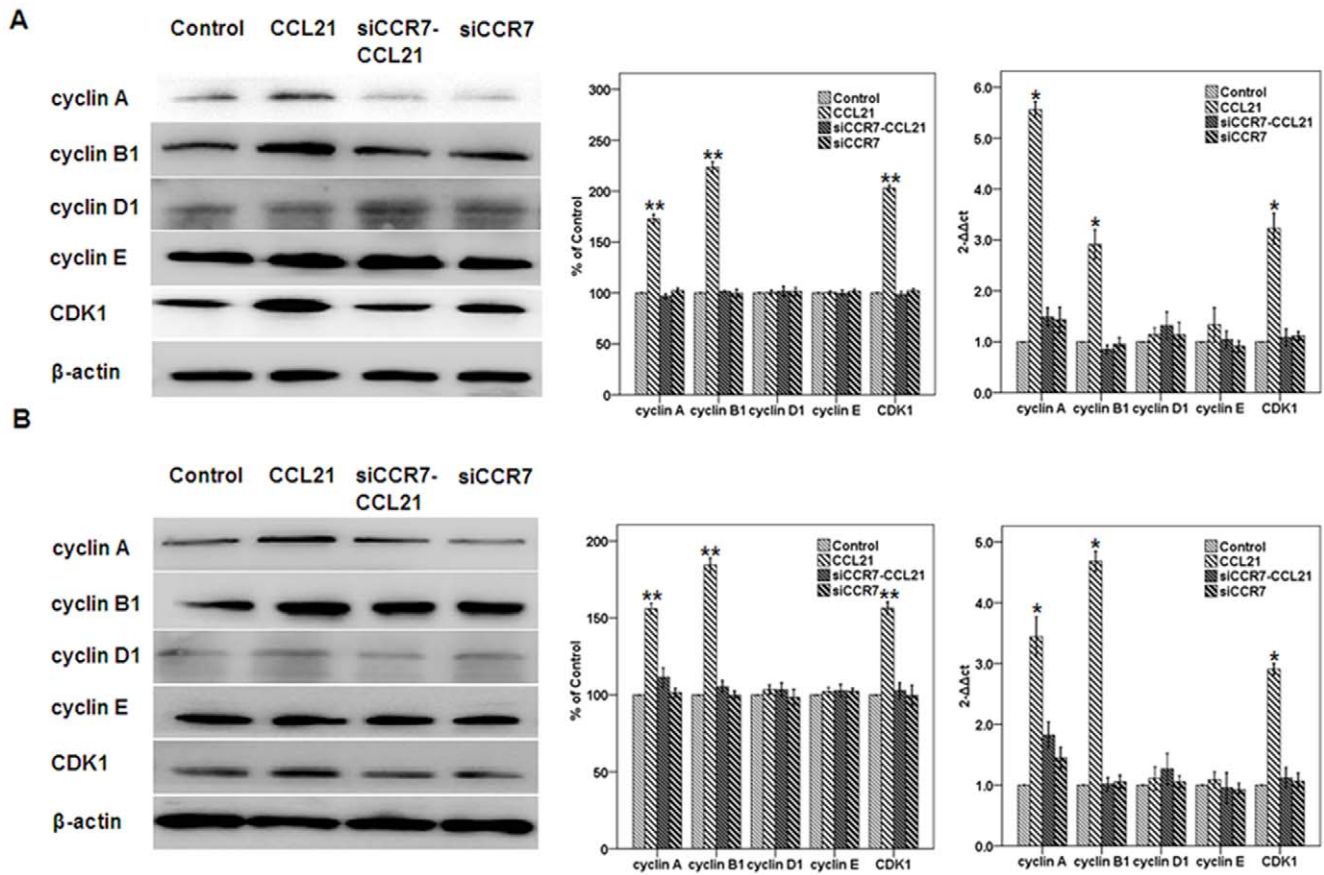 A
Control CCL21 siCCR7- siCCR7
CCL21
cyclin A
cyclin B1
cyclin D1
cyclin E
CDK1
β-actin
% of Control
300
250
200
150
100
50
0
** ** **
Control
CCL21
siCCR7-CCL21
siCCR7
cyclin A cyclin B1 cyclin D1 cyclin E CDK1
2-ΔΔct
6.0
5.0
4.0
3.0
2.0
1.0
0.0
* * *
Control
CCL21
siCCR7-CCL21
siCCR7
cyclin A cyclin B1 cyclin D1 cyclin E CDK1
B
Control CCL21 siCCR7- siCCR7
CCL21
cyclin A
cyclin B1
cyclin D1
cyclin E
CDK1
β-actin
% of Control
200
150
100
50
0
** ** **
Control
CCL21
siCCR7-CCL21
siCCR7
cyclin A cyclin B1 cyclin D1 cyclin E CDK1
2-ΔΔct
5.0
4.0
3.0
2.0
1.0
0.0
* * *
Control
CCL21
siCCR7-CCL21
siCCR7
cyclin A cyclin B1 cyclin D1 cyclin E CDK1